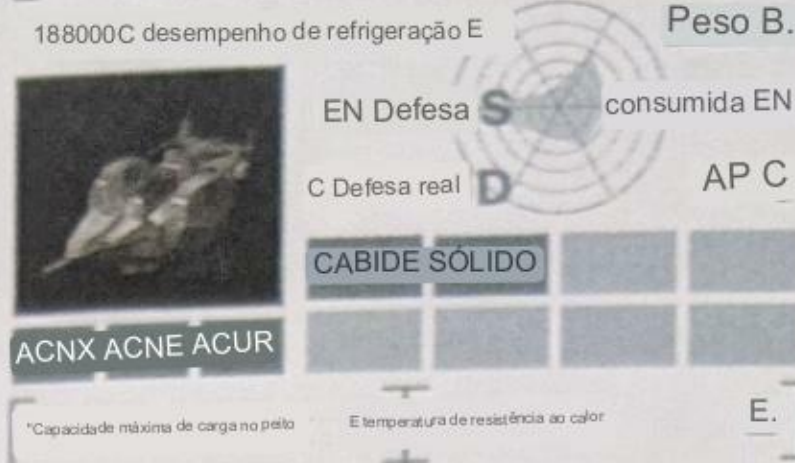 188000C desempenho de refrigeração E
Peso B.
EN Defesa S
consumida EN
C Defesa real D
AP C
CABIDE SÓLIDO
ACNX ACNE ACUR
*Capacidade máxima de carga no peito
E temperatura de resistência ao calor
E.